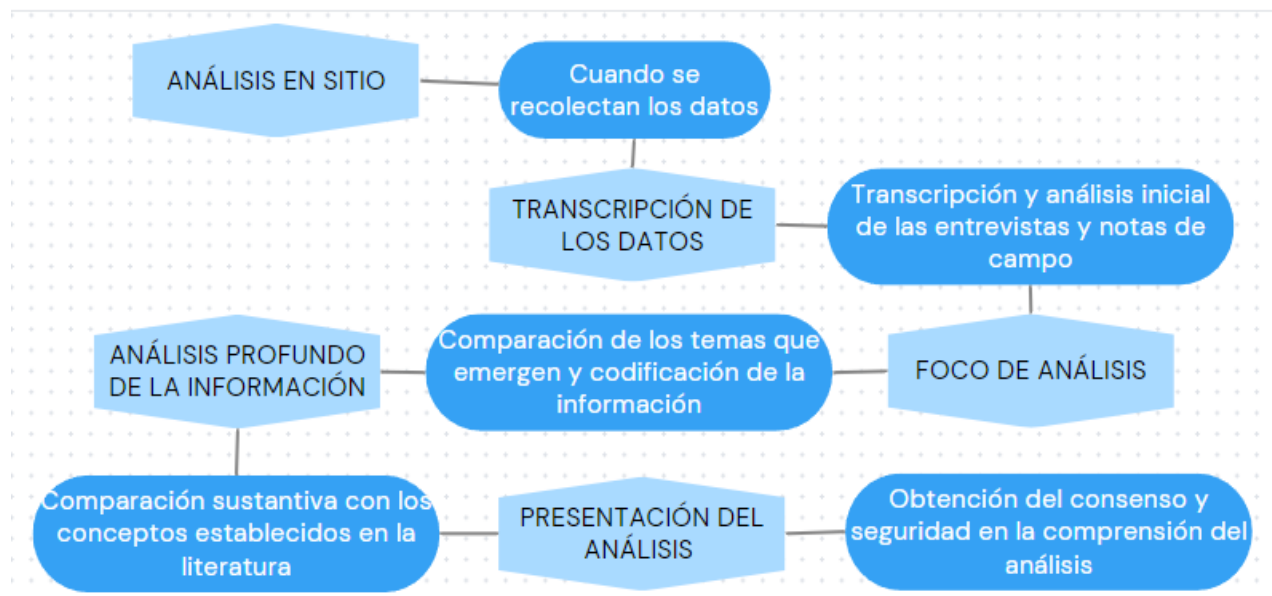 ANÁLISIS EN SITIO
Cuando se
recolectan los datos
TRANSCRIPCIÓN DE
LOS DATOS
Transcripción y análisis inicial
de las entrevistas y notas de
campo
FOCO DE ANÁLISIS
Comparación de los temas que
emergen y codificación de la
información
ANÁLISIS PROFUNDO
DE LA INFORMACIÓN
Comparación sustantiva con los
conceptos establecidos en la
literatura
PRESENTACIÓN DEL
ANÁLISIS
Obtención del consenso y
seguridad en la comprensión del
análisis